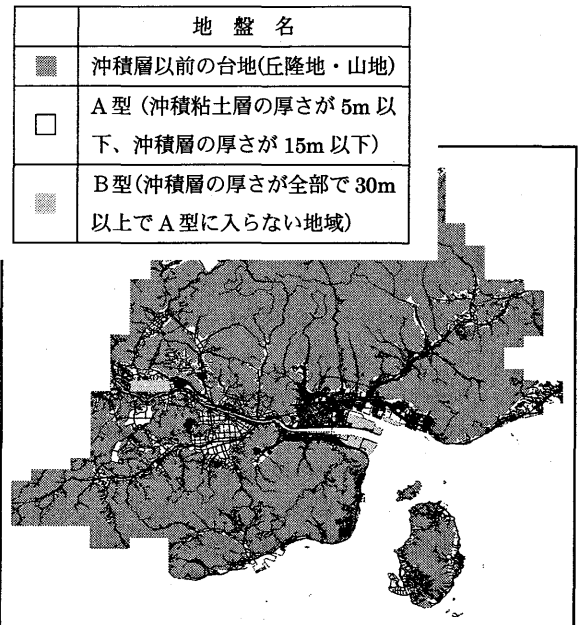 地盤名
沖積層以前の台地(丘隆地・山地)
A型(沖積粘土層の厚さが5m以
下、沖積層の厚さが15m以下)
B型(沖積層の厚さが全部で30m
以上でA型に入らない地域)